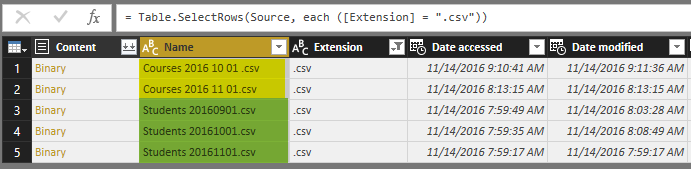 fx = Table.SelectRows(Source, each ([Extension] = ".csv"))
Content ABC Name ABC Extension Date accessed Date modified
1 Binary Courses 2016 10 01 .csv .csv 11/14/2016 9:10:41 AM 11/14/2016 9:11:36 AM
2 Binary Courses 2016 11 01 .csv .csv 11/14/2016 8:13:15 AM 11/14/2016 8:13:15 AM
3 Binary Students 20160901.csv .csv 11/14/2016 7:59:49 AM 11/14/2016 8:03:28 AM
4 Binary Students 20161001.csv .csv 11/14/2016 7:59:35 AM 11/14/2016 8:08:49 AM
5 Binary Students 20161101.csv .csv 11/14/2016 7:59:17 AM 11/14/2016 7:59:17 AM